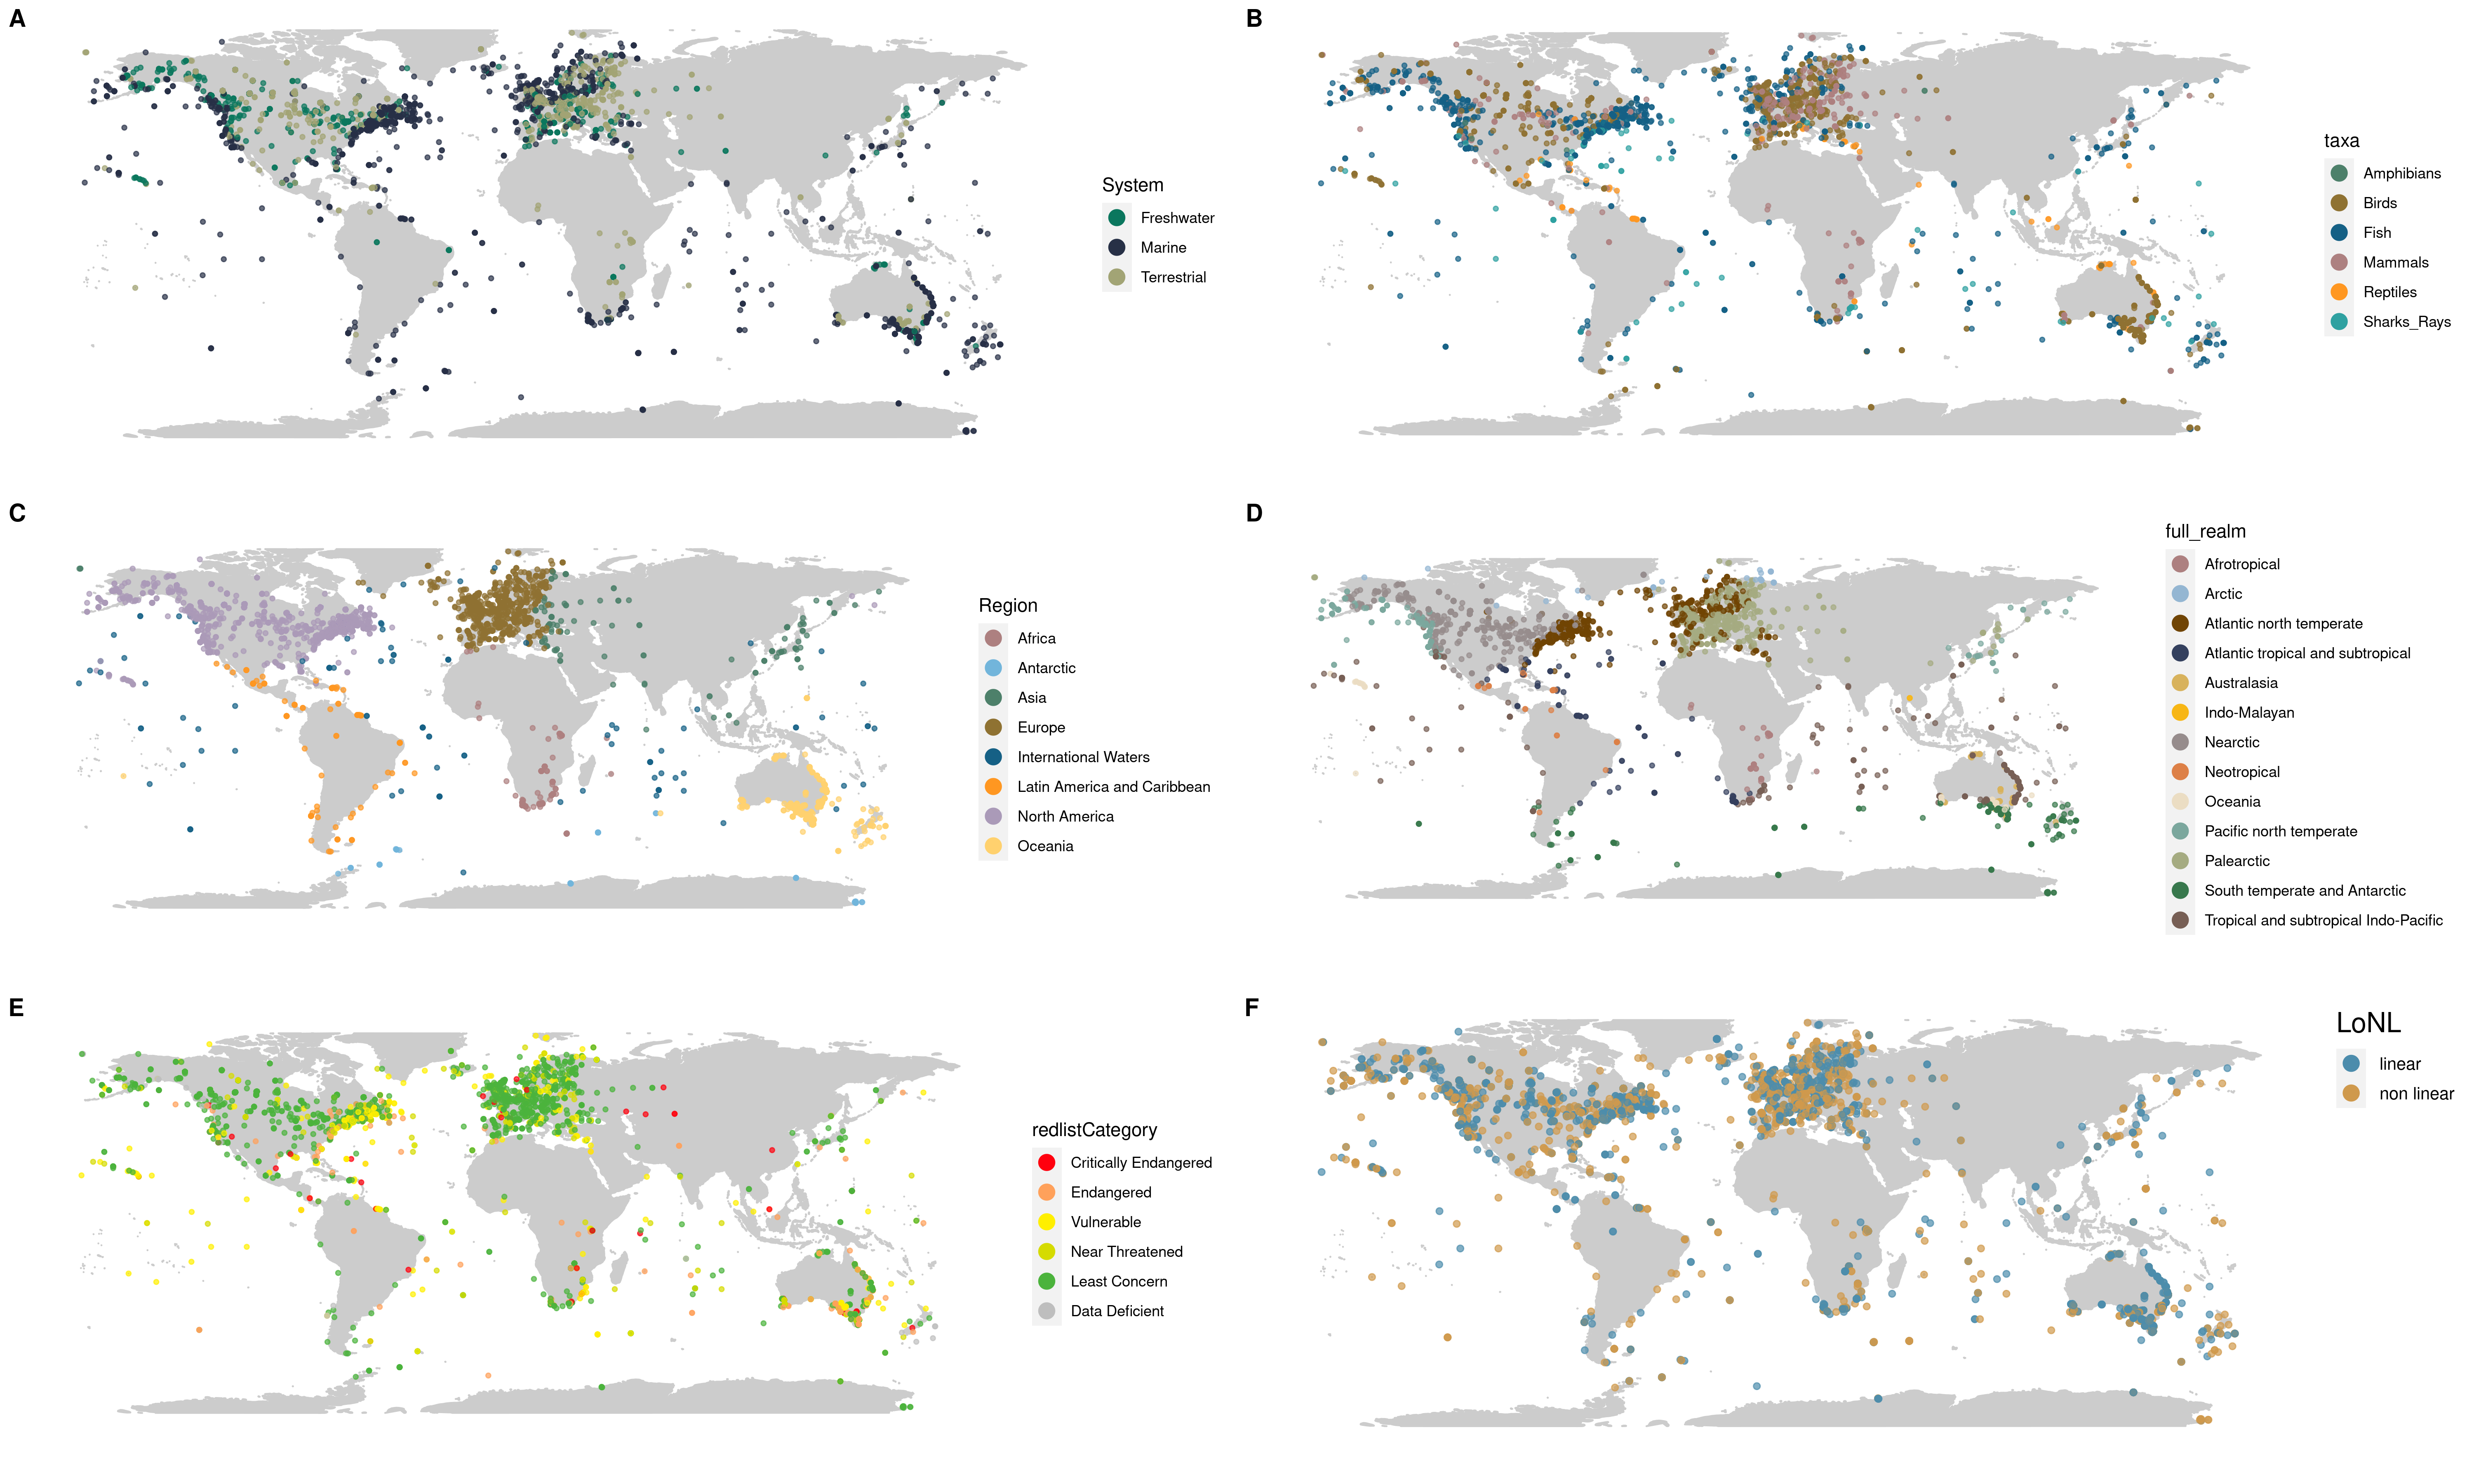 A
System
Freshwater
Marine
Terrestrial
B
taxa
Amphibians
Birds
Fish
Mammals
Reptiles
Sharks_Rays
C
Region
Africa
Antarctic
Asia
Europe
International Waters
Latin America and Caribbean
North America
Oceania
D
full_realm
Afrotropical
Arctic
Atlantic north temperate
Atlantic tropical and subtropical
Australasia
Indo-Malayan
Nearctic
Neotropical
Oceania
Pacific north temperate
Palearctic
South temperate and Antarctic
Tropical and subtropical Indo-Pacific
E
redlistCategory
Critically Endangered
Endangered
Vulnerable
Near Threatened
Least Concern
Data Deficient
F
LoNL
linear
non linear